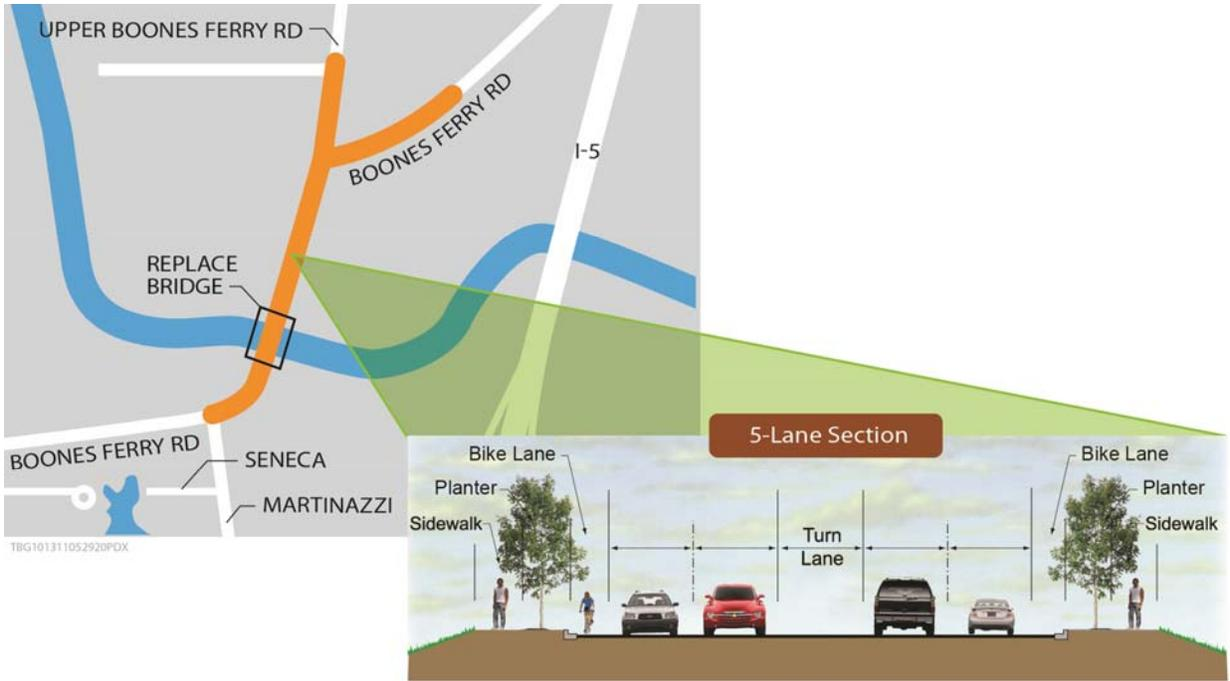 UPPER BOONES FERRY RD
BOONES FERRY RD
I-5
REPLACE
BRIDGE
BOONES FERRY RD
SENECA
MARTINAZZI
TBG101311052920PDX
5-Lane Section
Bike Lane
Bike Lane
Planter
Planter
Sidewalk
Turn
Lane
Sidewalk